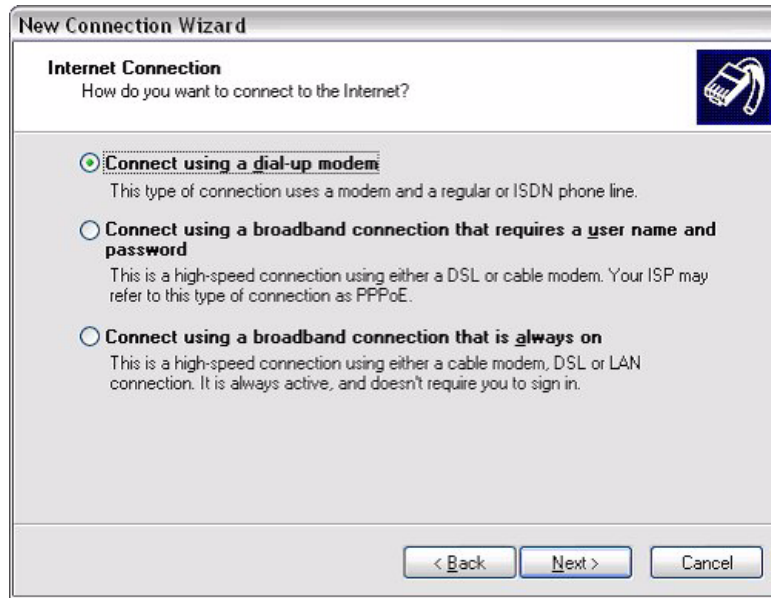 New Connection Wizard
Internet Connection
How do you want to connect to the Internet?
Connect using a dial-up modem
This type of connection uses a modem and a regular or ISDN phone line.
Connect using a broadband connection that requires a user name and
password
This is a high-speed connection using either a DSL or cable modem. Your ISP may
refer to this type of connection as PPPoE.
Connect using a broadband connection that is always on
This is a high-speed connection using either a cable modem, DSL or LAN
connection. It is always active, and doesn't require you to sign in.
< Back Next > Cancel